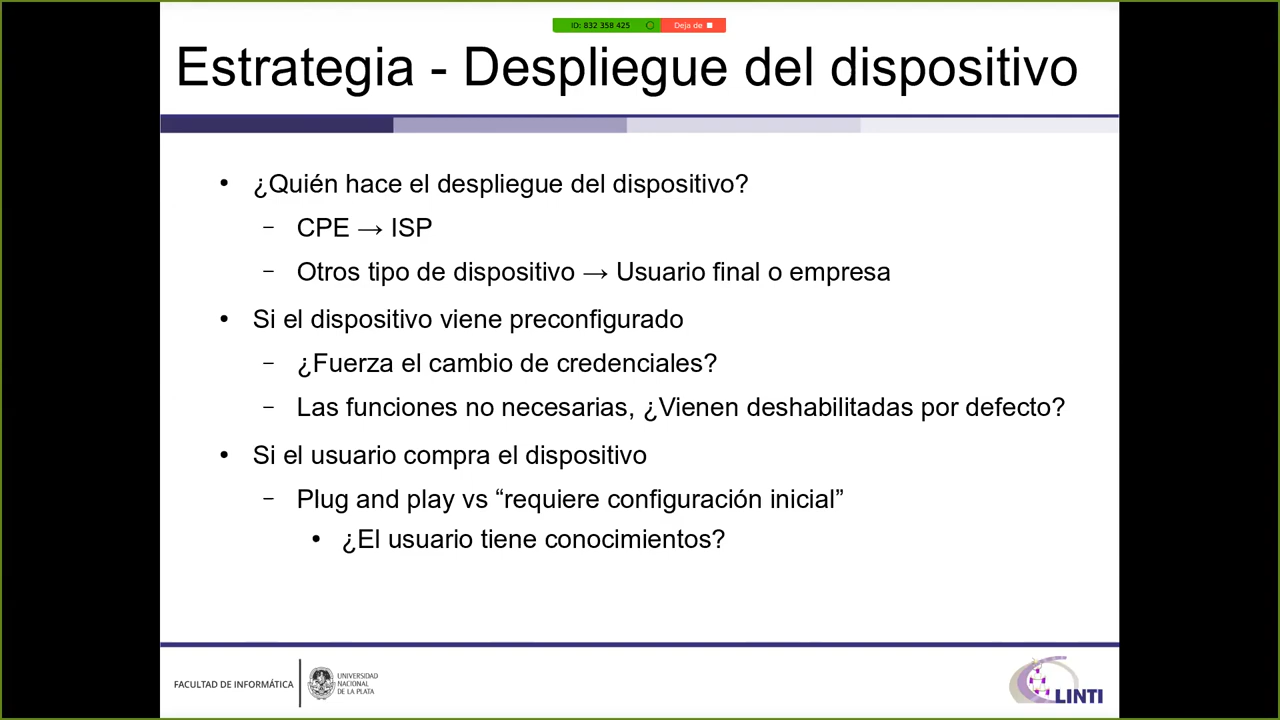 ID: 832 358 425 Deja de
Estrategia - Despliegue del dispositivo
• ¿Quién hace el despliegue del dispositivo?
– CPE → ISP
– Otros tipo de dispositivo → Usuario final o empresa
• Si el dispositivo viene preconfigurado
– ¿Fuerza el cambio de credenciales?
– Las funciones no necesarias, ¿Vienen deshabilitadas por defecto?
• Si el usuario compra el dispositivo
– Plug and play vs “requiere configuración inicial”
• ¿El usuario tiene conocimientos?
FACULTAD DE INFORMÁTICA
UNIVERSIDAD
NACIONAL
DE LA PLATA
LINTI